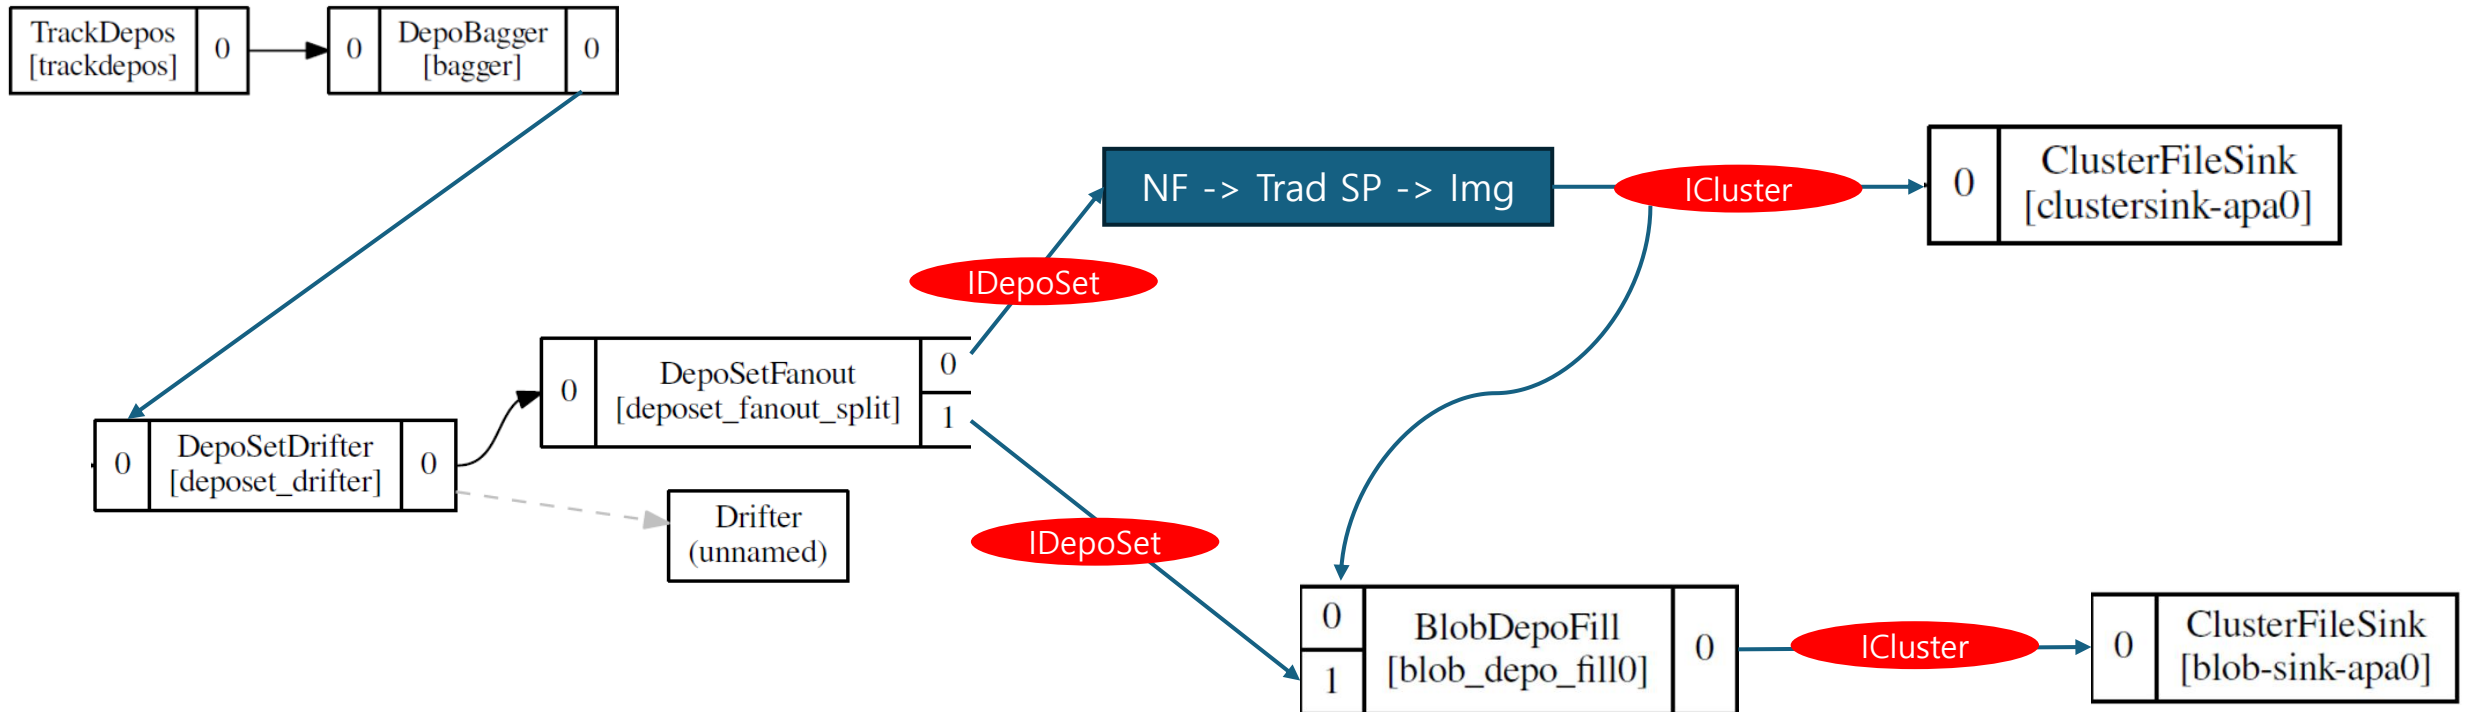 TrackDepos
[trackdepos]
0
0
DepoBagger
[bagger]
0
NF -> Trad SP -> Img
ICluster
0
ClusterFileSink
[clustersink-apa0]
IDepoSet
0
DepoSetFanout
[deposet_fanout_split]
0
1
0
DepoSetDrifter
[deposet_drifter]
0
Drifter
(unnamed)
IDepoSet
0
1
BlobDepoFill
[blob_depo_fill0]
0
ICluster
0
ClusterFileSink
[blob-sink-apa0]